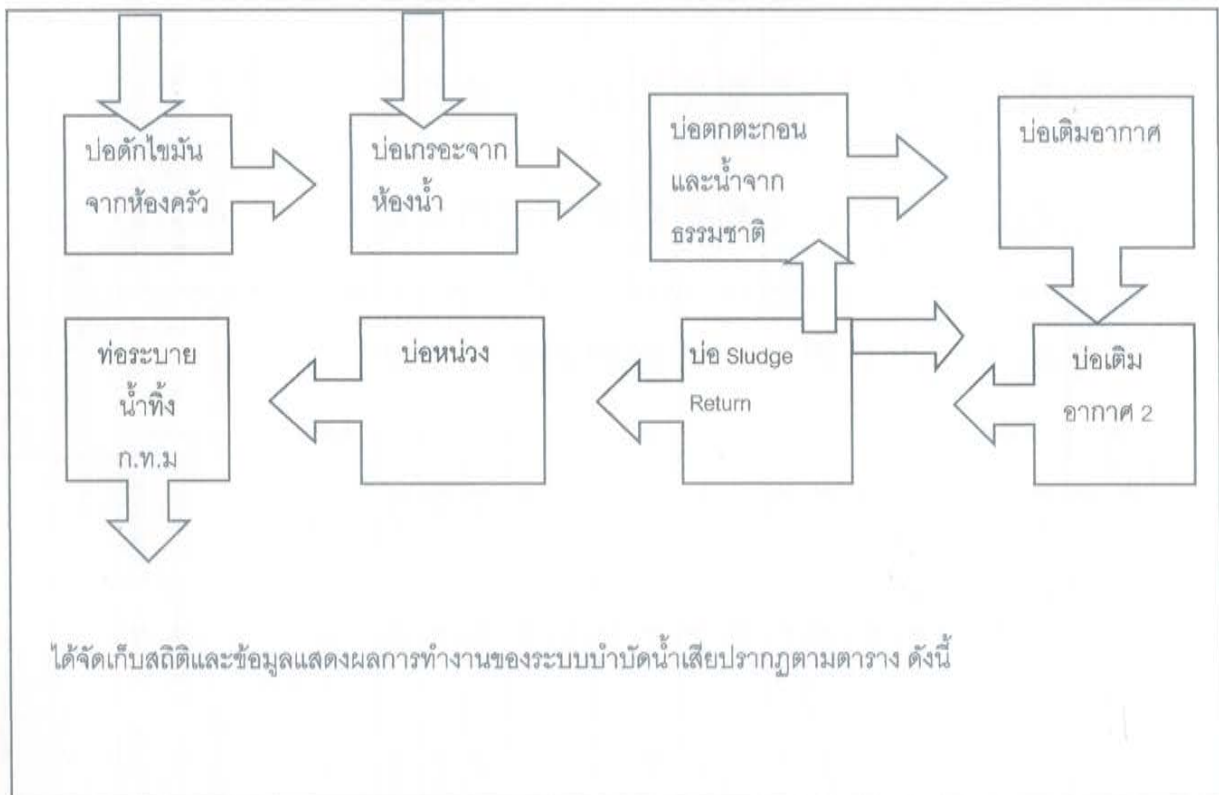 บ่อดักไขมัน
จากห้องครัว
บ่อเกรอะจาก
ห้องน้ำ
บ่อตกตะกอน
และน้ำจาก
ธรรมชาติ
บ่อเติมอากาศ
ท่อระบาย
น้ำทิ้ง
ก.ท.ม
บ่อหน่วง
บ่อ Sludge
Return
บ่อเติม
อากาศ 2
ได้จัดเก็บสถิติและข้อมูลแสดงผลการทำงานของระบบบำบัดน้ำเสียปรากฏตามตาราง ดังนี้